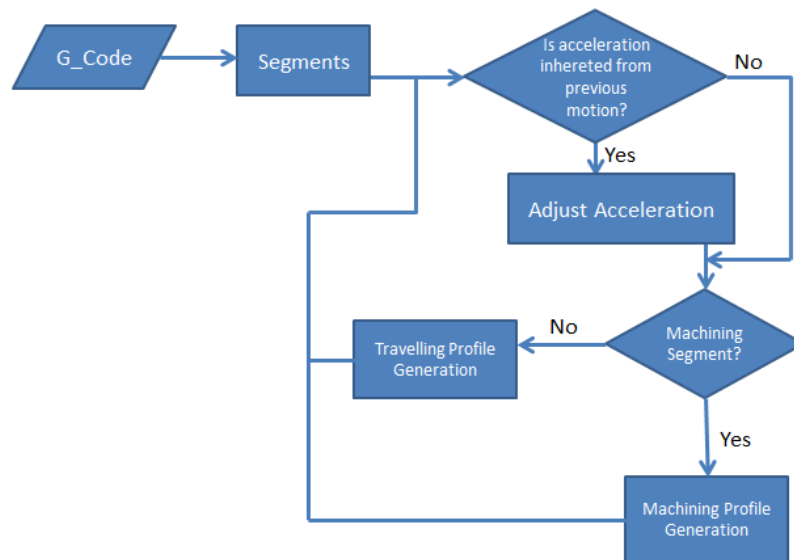 G_Code
Segments
Is acceleration
inhereted from
previous
motion?
No
Yes
Adjust Acceleration
No
Machining
Segment?
Travelling Profile
Generation
Yes
Machining Profile
Generation